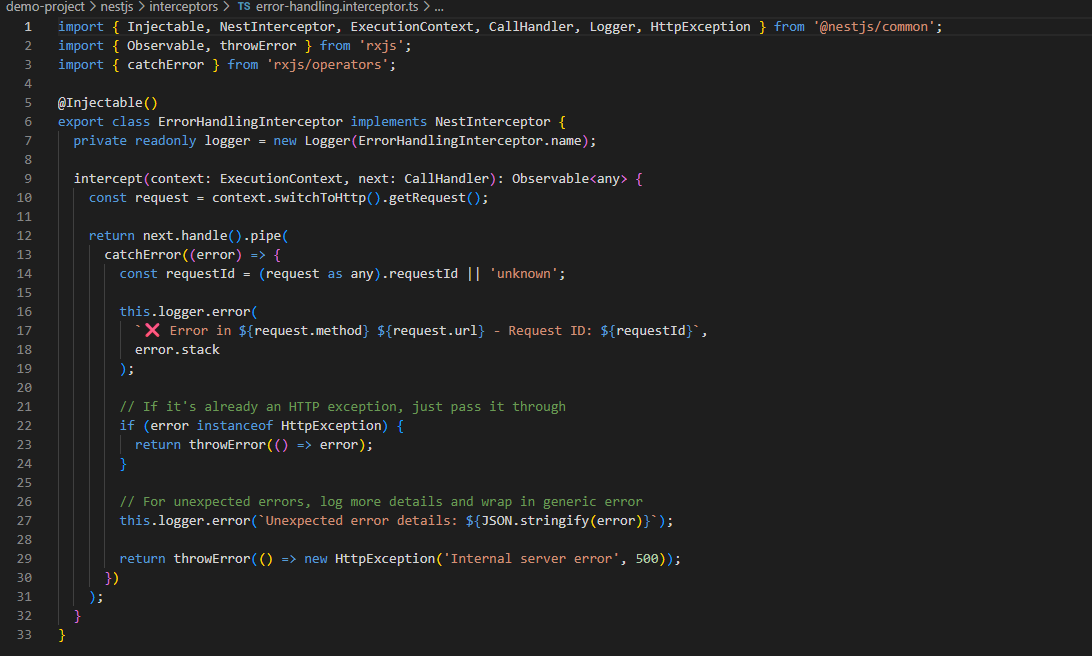 demo-project > nestjs > interceptors > TS error-handling.interceptor.ts > ...
1 import { Injectable, NestInterceptor, ExecutionContext, CallHandler, Logger, HttpException } from '@nestjs/common';
2 import { Observable, throwError } from 'rxjs';
3 import { catchError } from 'rxjs/operators';
4
5 @Injectable()
6 export class ErrorHandlingInterceptor implements NestInterceptor {
7   private readonly logger = new Logger(ErrorHandlingInterceptor.name);
8
9   intercept(context: ExecutionContext, next: CallHandler): Observable<any> {
10     const request = context.switchToHttp().getRequest();
11
12     return next.handle().pipe(
13       catchError((error) => {
14         const requestId = (request as any).requestId || 'unknown';
15
16         this.logger.error(
17           `❌ Error in ${request.method} ${request.url} - Request ID: ${requestId}`,
18           error.stack
19         );
20
21         // If it's already an HTTP exception, just pass it through
22         if (error instanceof HttpException) {
23           return throwError(() => error);
24         }
25
26         // For unexpected errors, log more details and wrap in generic error
27         this.logger.error(`Unexpected error details: ${JSON.stringify(error)}`);
28
29         return throwError(() => new HttpException('Internal server error', 500));
30       })
31     );
32   }
33 }